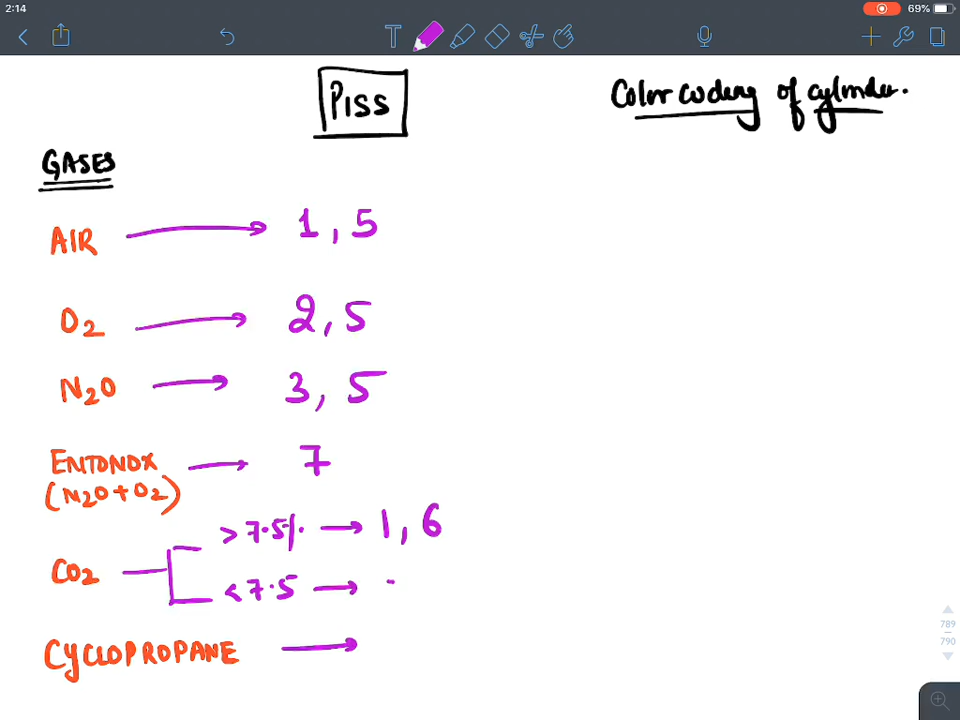 2:14
69%
T
PISS
Color coding of cylinder.
GASES
AIR → 1, 5
O2 → 2, 5
N2O → 3, 5
ENTONOX → 7
(N2O + O2)
CO2
>7.5% → 1, 6
<7.5 →
CYCLOPROPANE →
789
790